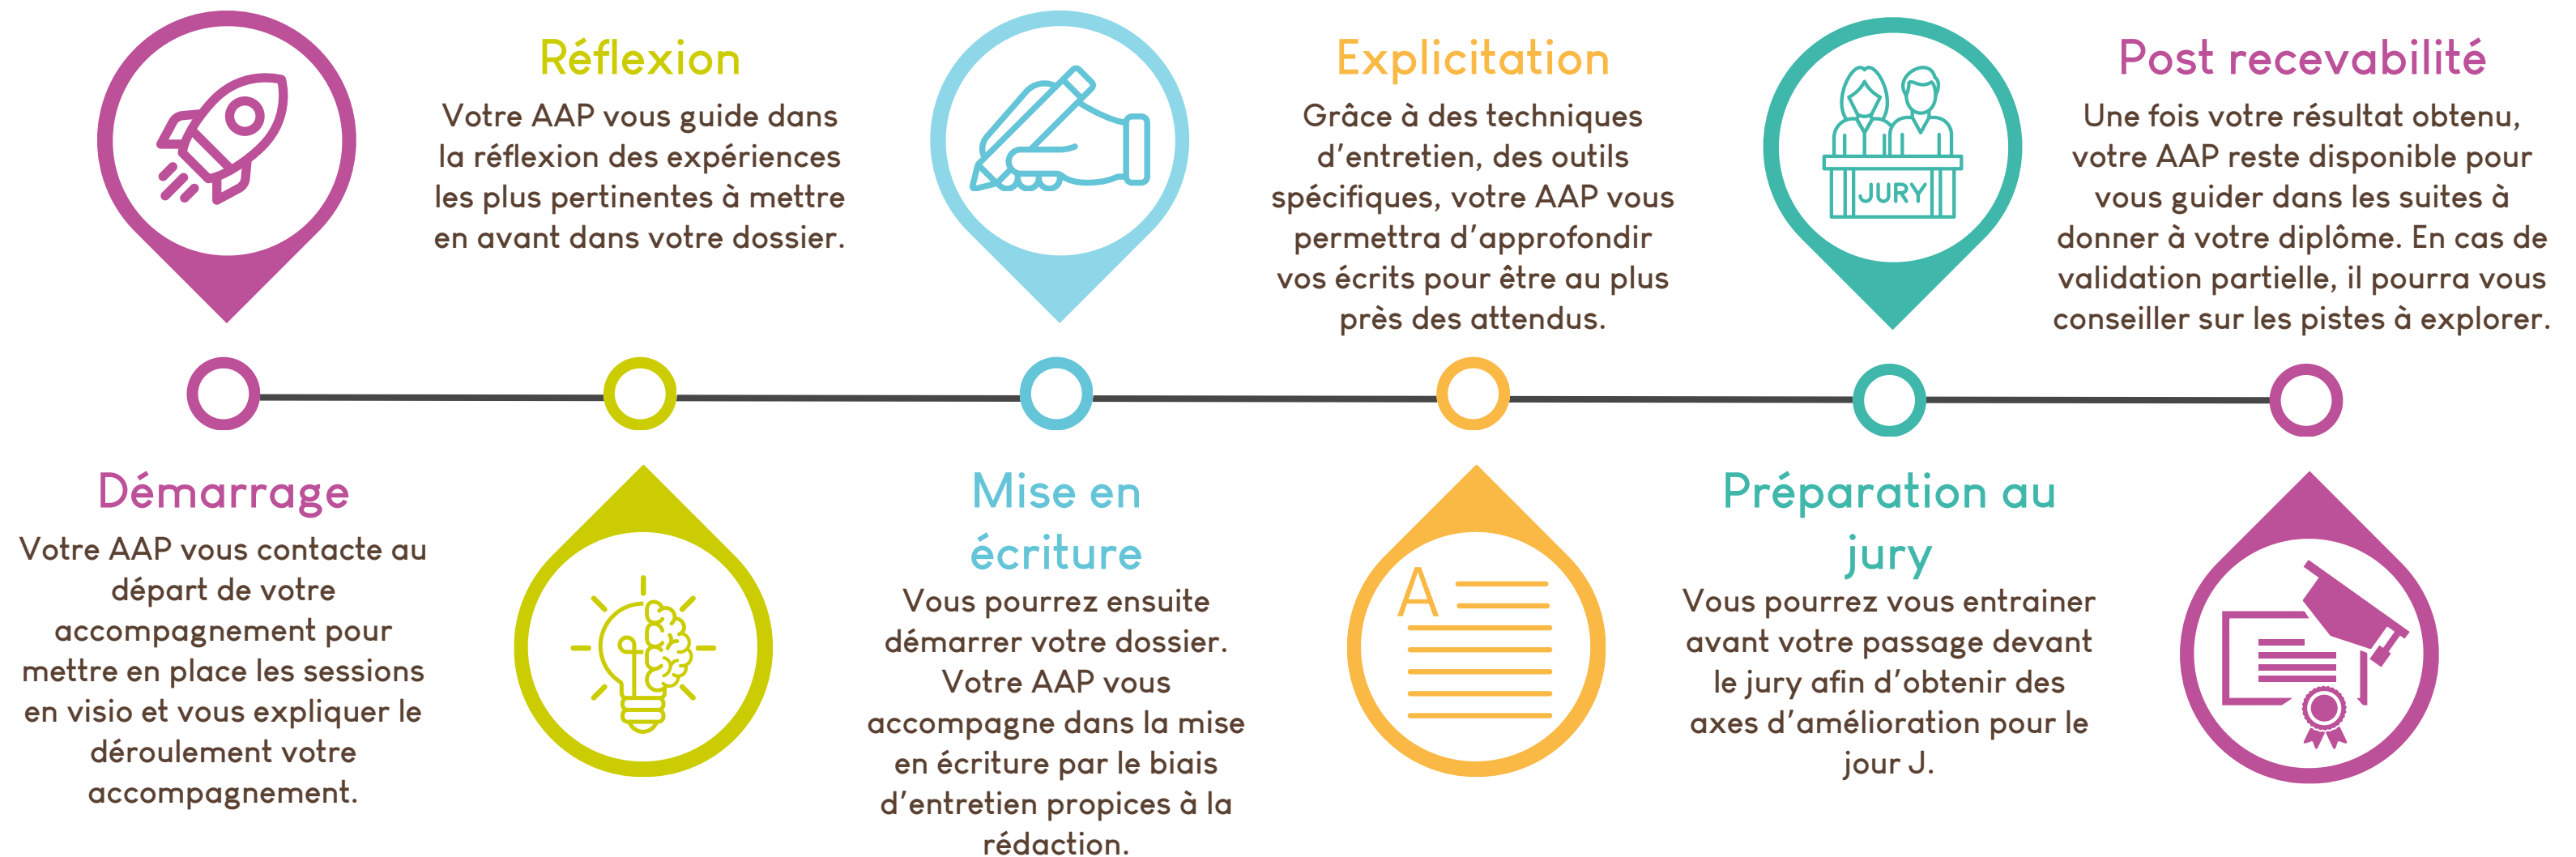 Démarrage
Votre AAP vous contacte au
départ de votre
accompagnement pour
mettre en place les sessions
en visio et vous expliquer le
déroulement votre
accompagnement.
Réflexion
Votre AAP vous guide dans
la réflexion des expériences
les plus pertinentes à mettre
en avant dans votre dossier.
Mise en
écriture
Vous pourrez ensuite
démarrer votre dossier.
Votre AAP vous
accompagne dans la mise
en écriture par le biais
d'entretien propices à la
rédaction.
Explicitation
Grâce à des techniques
d'entretien, des outils
spécifiques, votre AAP vous
permettra d'approfondir
vos écrits pour être au plus
près des attendus.
A
JURY
Préparation au
jury
Vous pourrez vous entrainer
avant votre passage devant
le jury afin d'obtenir des
axes d'amélioration pour le
jour J.
Post recevabilité
Une fois votre résultat obtenu,
votre AAP reste disponible pour
vous guider dans les suites à
donner à votre diplôme. En cas de
validation partielle, il pourra vous
conseiller sur les pistes à explorer.